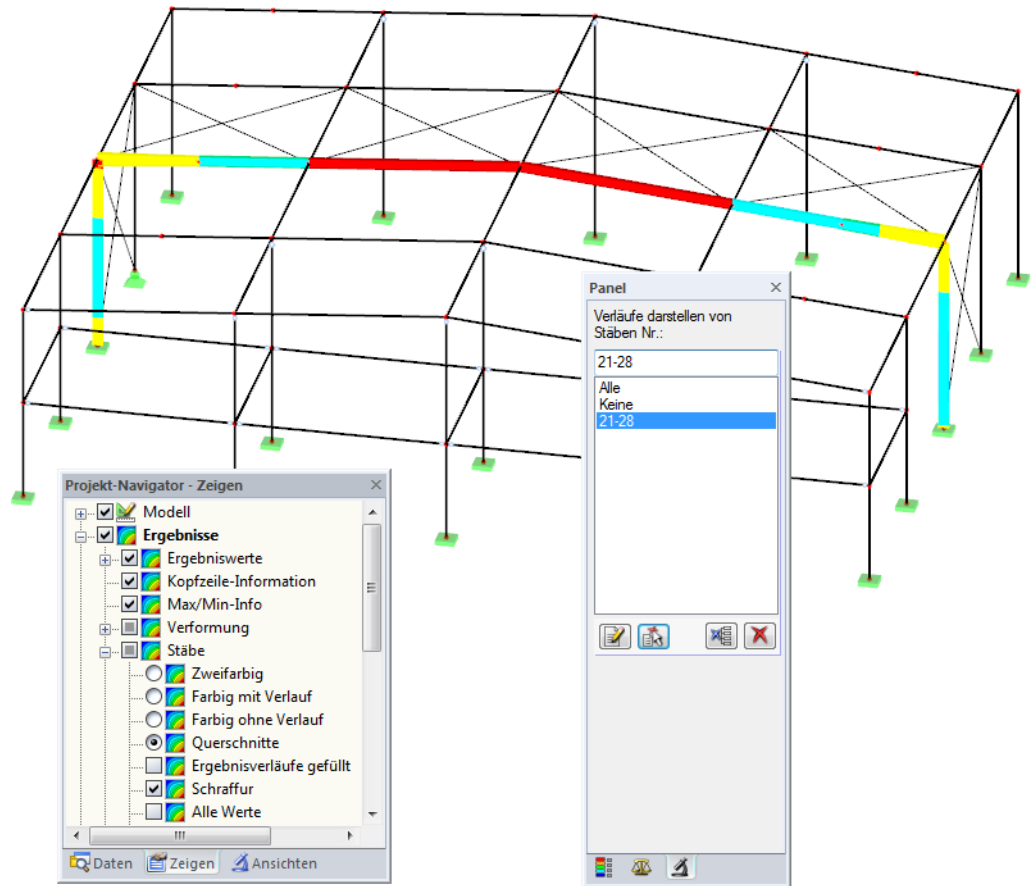 Panel
Verläufe darstellen von
Stäben Nr.:
21-28
Alle
Keine
21-28
Projekt-Navigator - Zeigen
Modell
Ergebnisse
Ergebniswerte
Kopfzeile-Information
Max/Min-Info
Verformung
Stäbe
Zweifarbig
Farbig mit Verlauf
Farbig ohne Verlauf
Querschnitte
Ergebnisverläufe gefüllt
Schraffur
Alle Werte
Daten Zeigen Ansichten